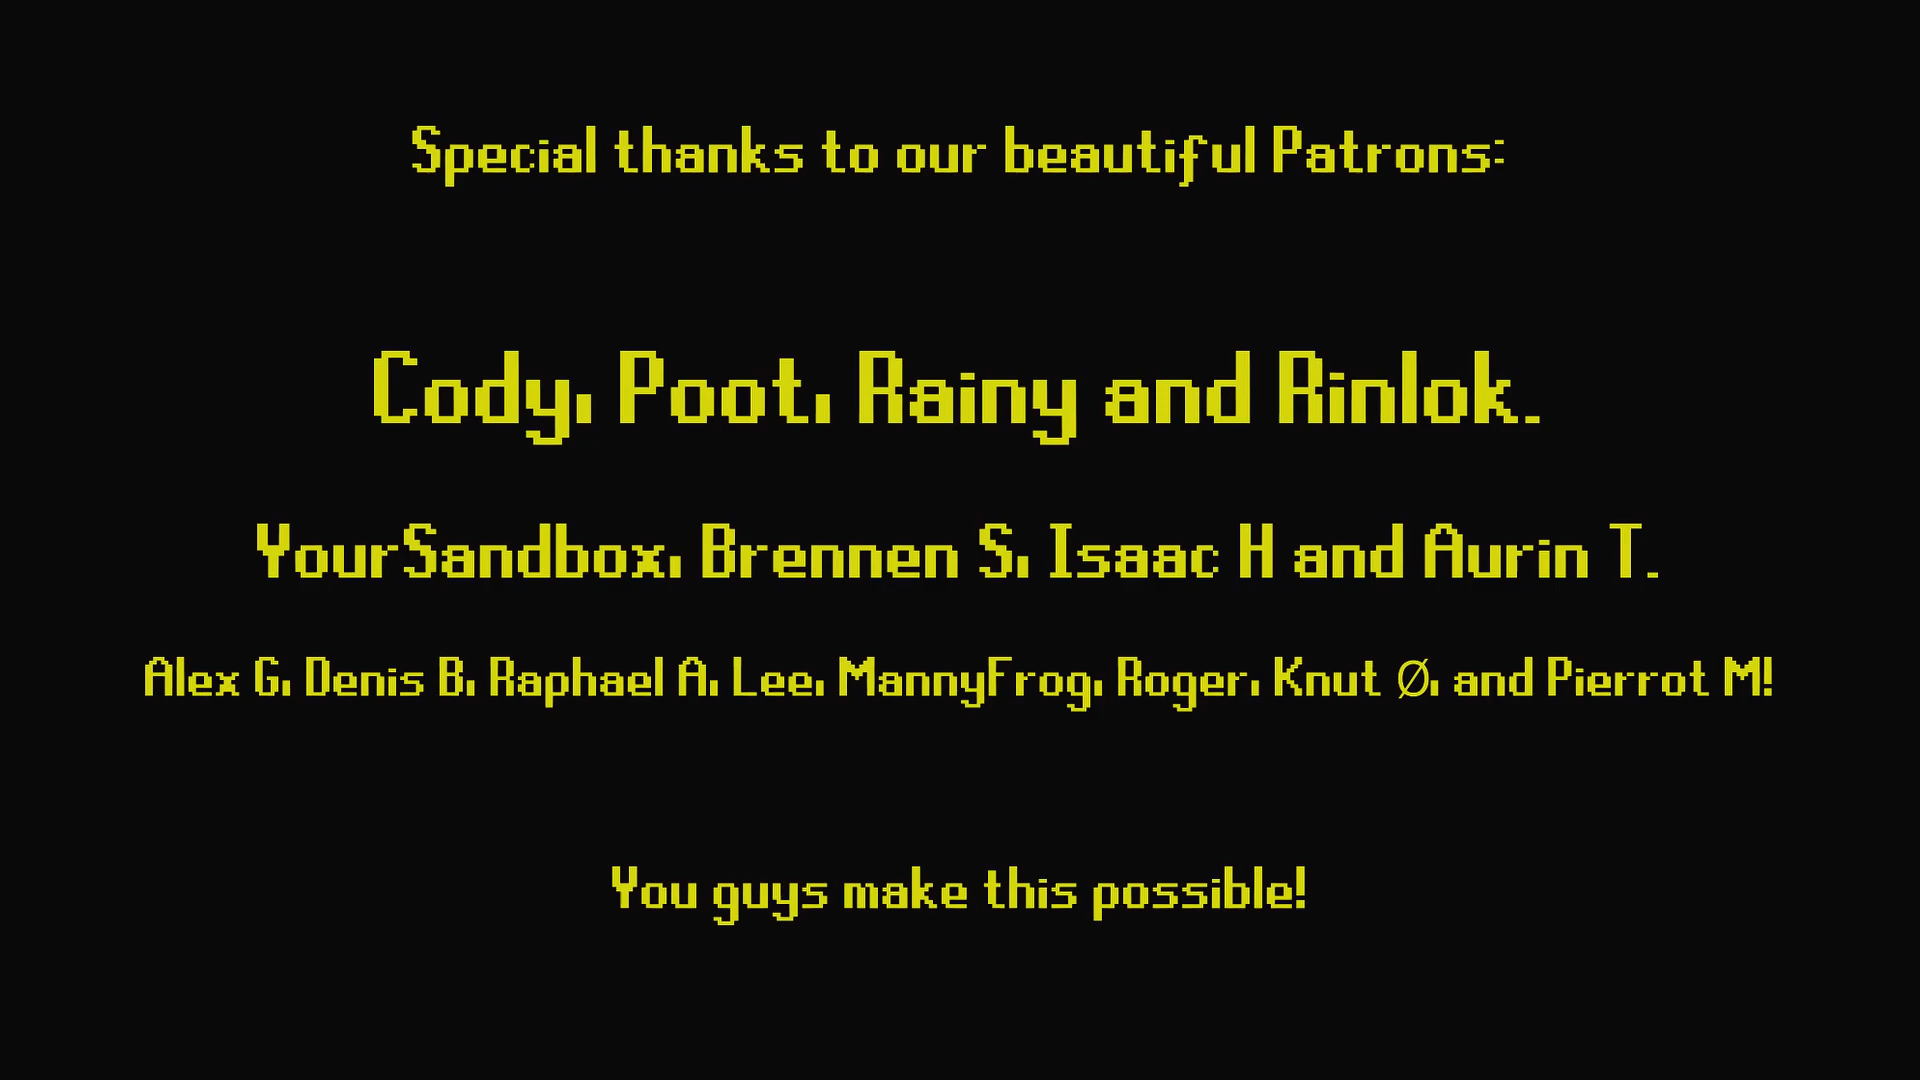 Special thanks to our beautiful Patrons:
Cody, Poot, Rainy and Rinlok.
YourSandbox, Brennen S, Isaac H and Aurin T.
Alex G, Denis B, Raphael A, Lee, MannyFrog, Roger, Knut Ø, and Pierrot M!
You guys make this possible!